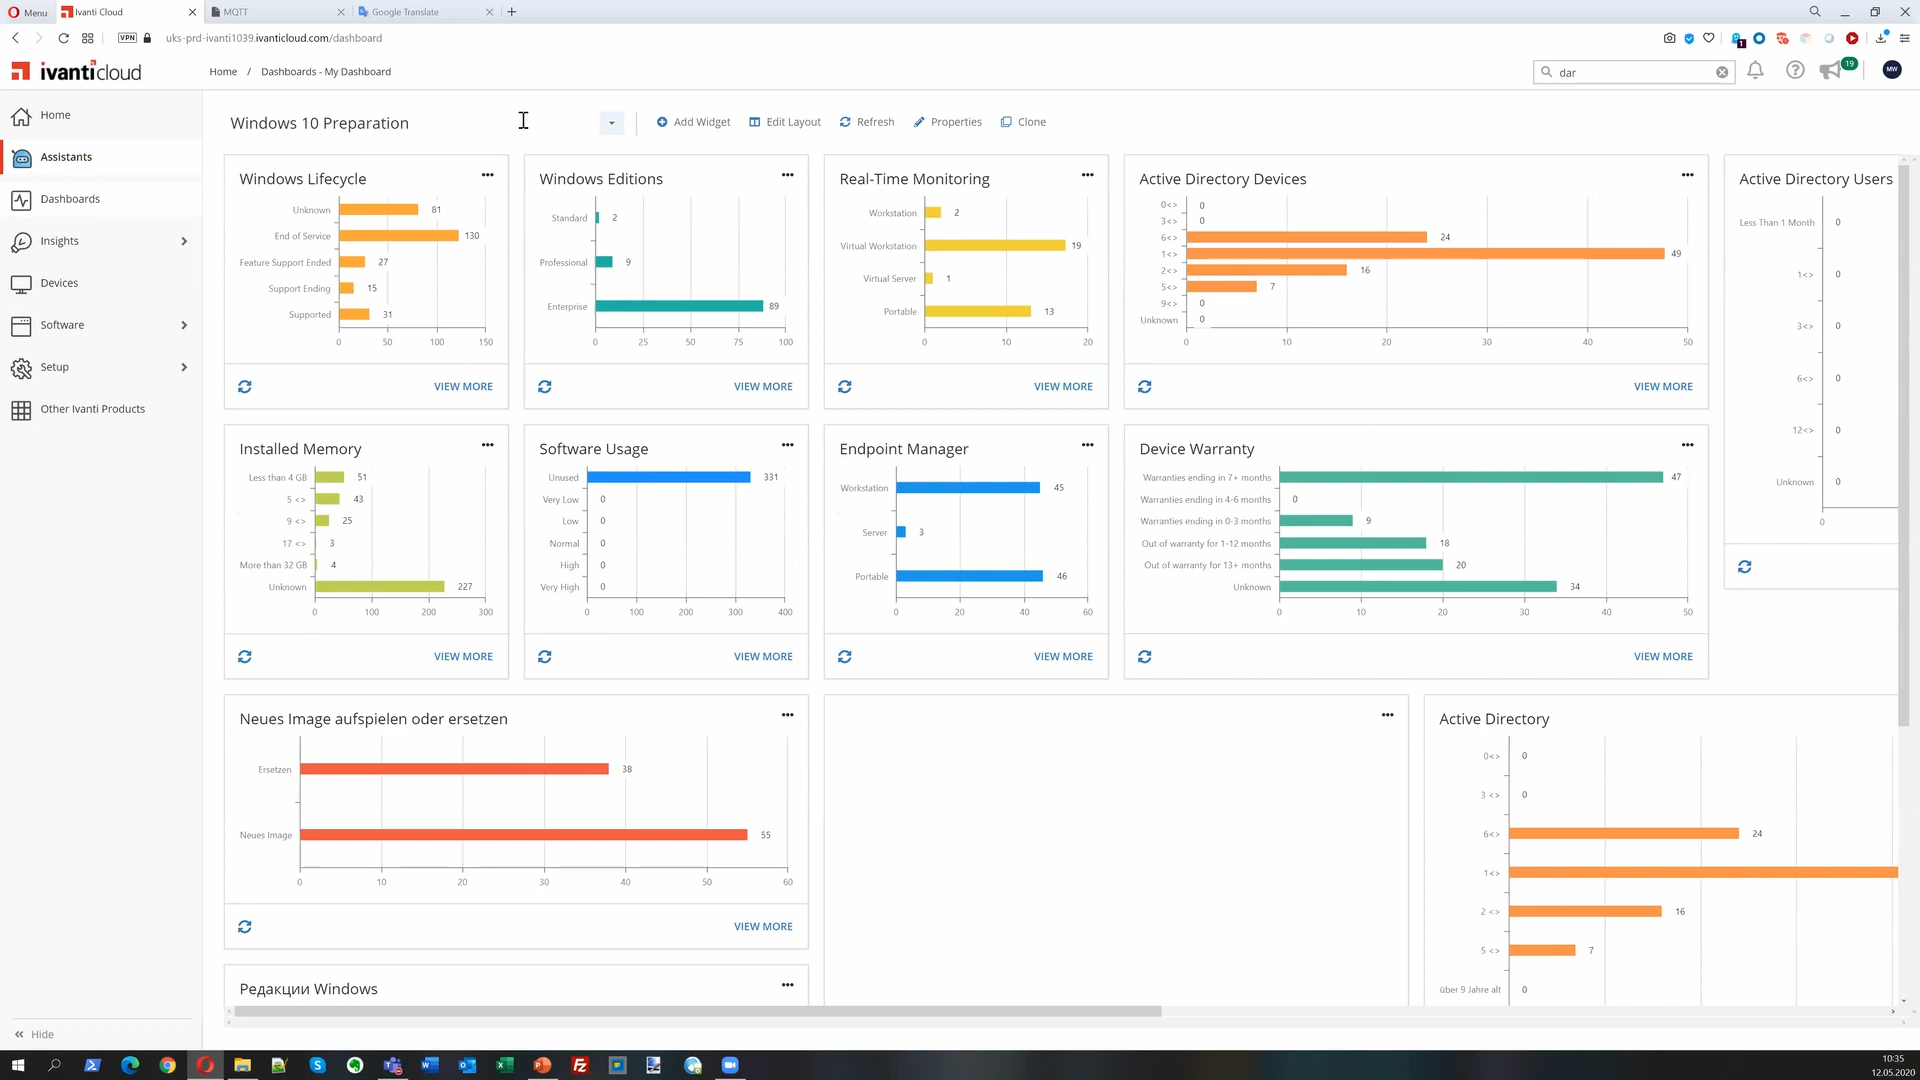 Menu
Ivanti Cloud
MQTT
Google Translate
VPN
uks-prd-ivanti1039.ivanticloud.com/dashboard
1
ivanticloud
Home / Dashboards - My Dashboard
dar
19
MW
Home
Assistants
Dashboards
Insights
Devices
Software
Setup
Other Ivanti Products
Hide
Windows 10 Preparation
Add Widget
Edit Layout
Refresh
Properties
Clone
Windows Lifecycle
Unknown 81
End of Service 130
Feature Support Ended 27
Support Ending 15
Supported 31
0 50 100 150
VIEW MORE
Windows Editions
Standard 2
Professional 9
Enterprise 89
0 25 50 75 100
VIEW MORE
Real-Time Monitoring
Workstation 2
Virtual Workstation 19
Virtual Server 1
Portable 13
0 10 20
VIEW MORE
Active Directory Devices
0<> 0
3<> 0
6<> 24
1<> 49
2<> 16
5<> 7
9<> 0
Unknown 0
0 10 20 30 40 50
VIEW MORE
Active Directory Users
Less Than 1 Month 0
1<> 0
3<> 0
6<> 0
12<> 0
Unknown 0
0
Installed Memory
Less than 4 GB 51
5 <> 43
9 <> 25
17 <> 3
More than 32 GB 4
Unknown 227
0 100 200 300
VIEW MORE
Software Usage
Unused 331
Very Low 0
Low 0
Normal 0
High 0
Very High 0
0 100 200 300 400
VIEW MORE
Endpoint Manager
Workstation 45
Server 3
Portable 46
0 20 40 60
VIEW MORE
Device Warranty
Warranties ending in 7+ months 47
Warranties ending in 4-6 months 0
Warranties ending in 0-3 months 9
Out of warranty for 1-12 months 18
Out of warranty for 13+ months 20
Unknown 34
0 10 20 30 40 50
VIEW MORE
Neues Image aufspielen oder ersetzen
Ersetzen 38
Neues Image 55
0 10 20 30 40 50 60
VIEW MORE
Active Directory
0<> 0
3 <> 0
6<> 24
1<>
2 <> 16
5 <> 7
über 9 Jahre alt 0
Редакции Windows
10:35
12.05.2020